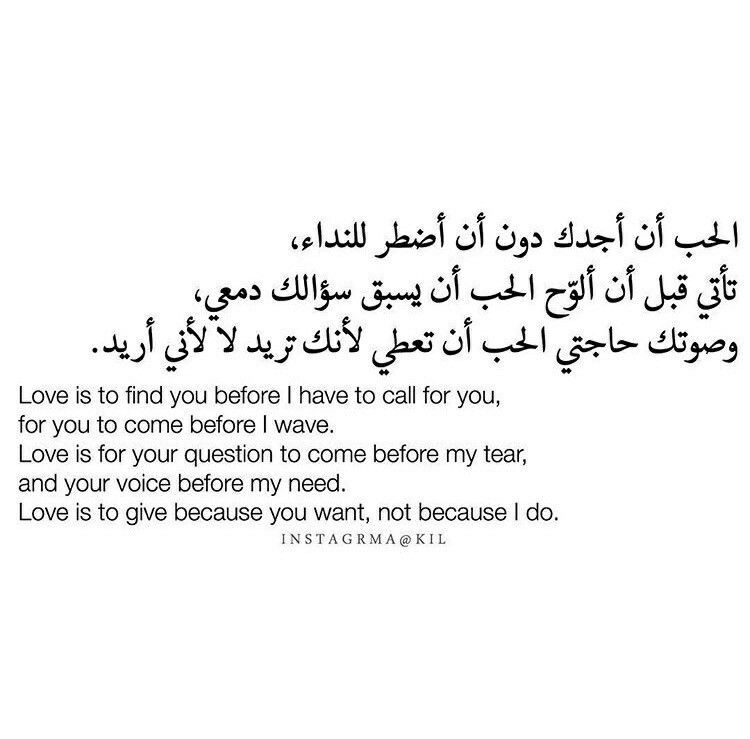 الحب أن أجدك دون أن أضطر للنداء،
تأتي قبل أن ألوّح الحب أن يسبق سؤالك دمعي،
وصوتك حاجتي الحب أن تعطي لأنك تريد لا لأني أريد.
Love is to find you before I have to call for you,
for you to come before I wave.
Love is for your question to come before my tear,
and your voice before my need.
Love is to give because you want, not because I do.
INSTAGRMA@KIL